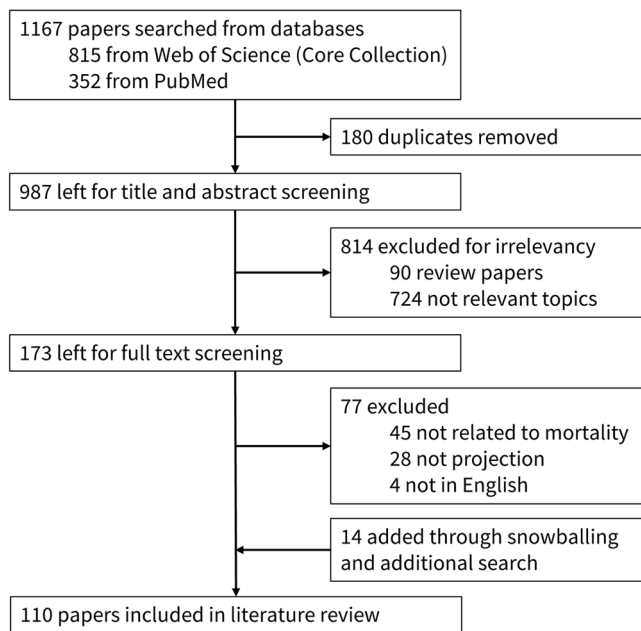 1167 papers searched from databases
815 from Web of Science (Core Collection)
352 from PubMed
180 duplicates removed
987 left for title and abstract screening
814 excluded for irrelevancy
90 review papers
724 not relevant topics
173 left for full text screening
77 excluded
45 not related to mortality
28 not projection
4 not in English
14 added through snowballing
and additional search
110 papers included in literature review